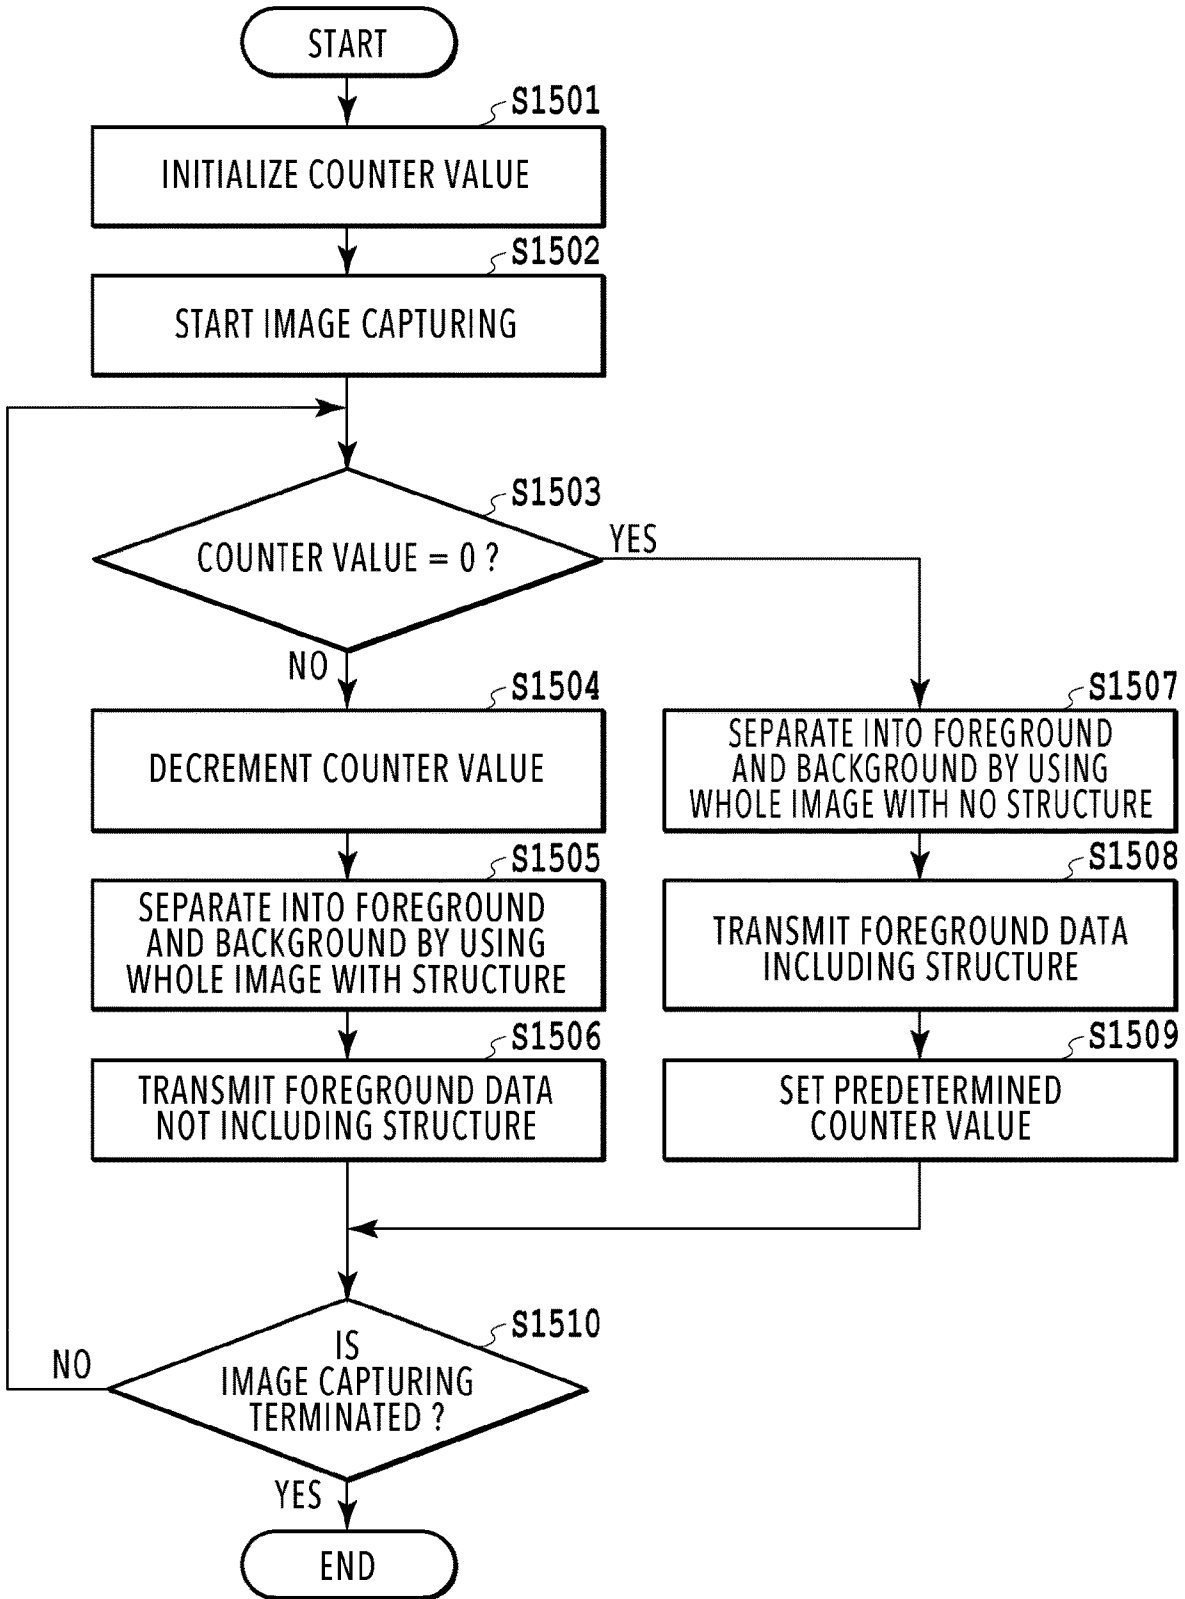 START
S1501
INITIALIZE COUNTER VALUE
S1502
START IMAGE CAPTURING
S1503
COUNTER VALUE = 0 ?
YES
NO
S1504
DECREMENT COUNTER VALUE
S1505
SEPARATE INTO FOREGROUND
AND BACKGROUND BY USING
WHOLE IMAGE WITH STRUCTURE
S1506
TRANSMIT FOREGROUND DATA
NOT INCLUDING STRUCTURE
S1507
SEPARATE INTO FOREGROUND
AND BACKGROUND BY USING
WHOLE IMAGE WITH NO STRUCTURE
S1508
TRANSMIT FOREGROUND DATA
INCLUDING STRUCTURE
S1509
SET PREDETERMINED
COUNTER VALUE
S1510
IS
IMAGE CAPTURING
TERMINATED ?
NO
YES
END